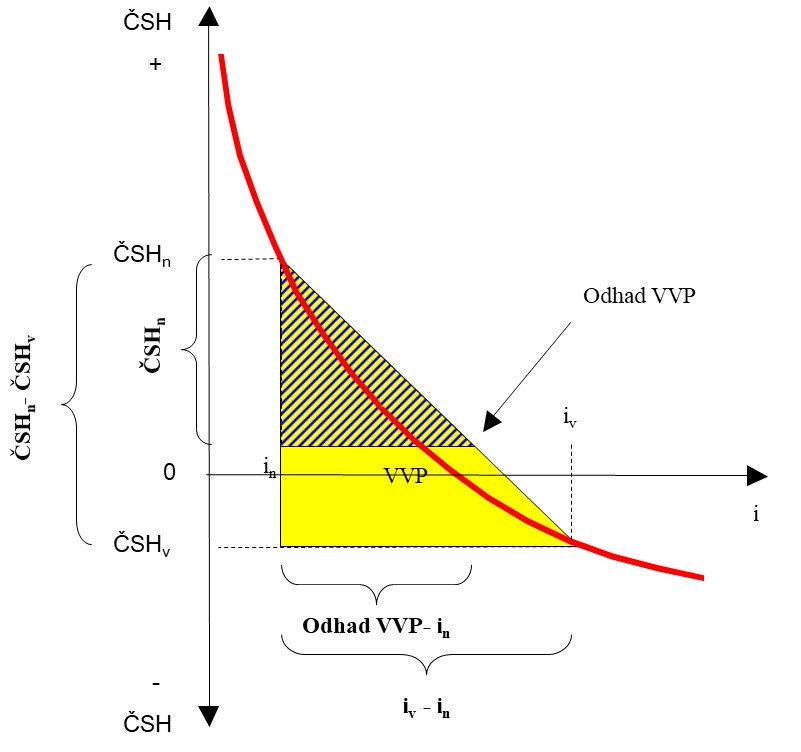 ČSH
+
ČSHn
ČSHn
ČSHn- ČSHv
Odhad VVP
iv
in
0
VVP
i
ČSHv
Odhad VVP- in
iv - in
-
ČSH